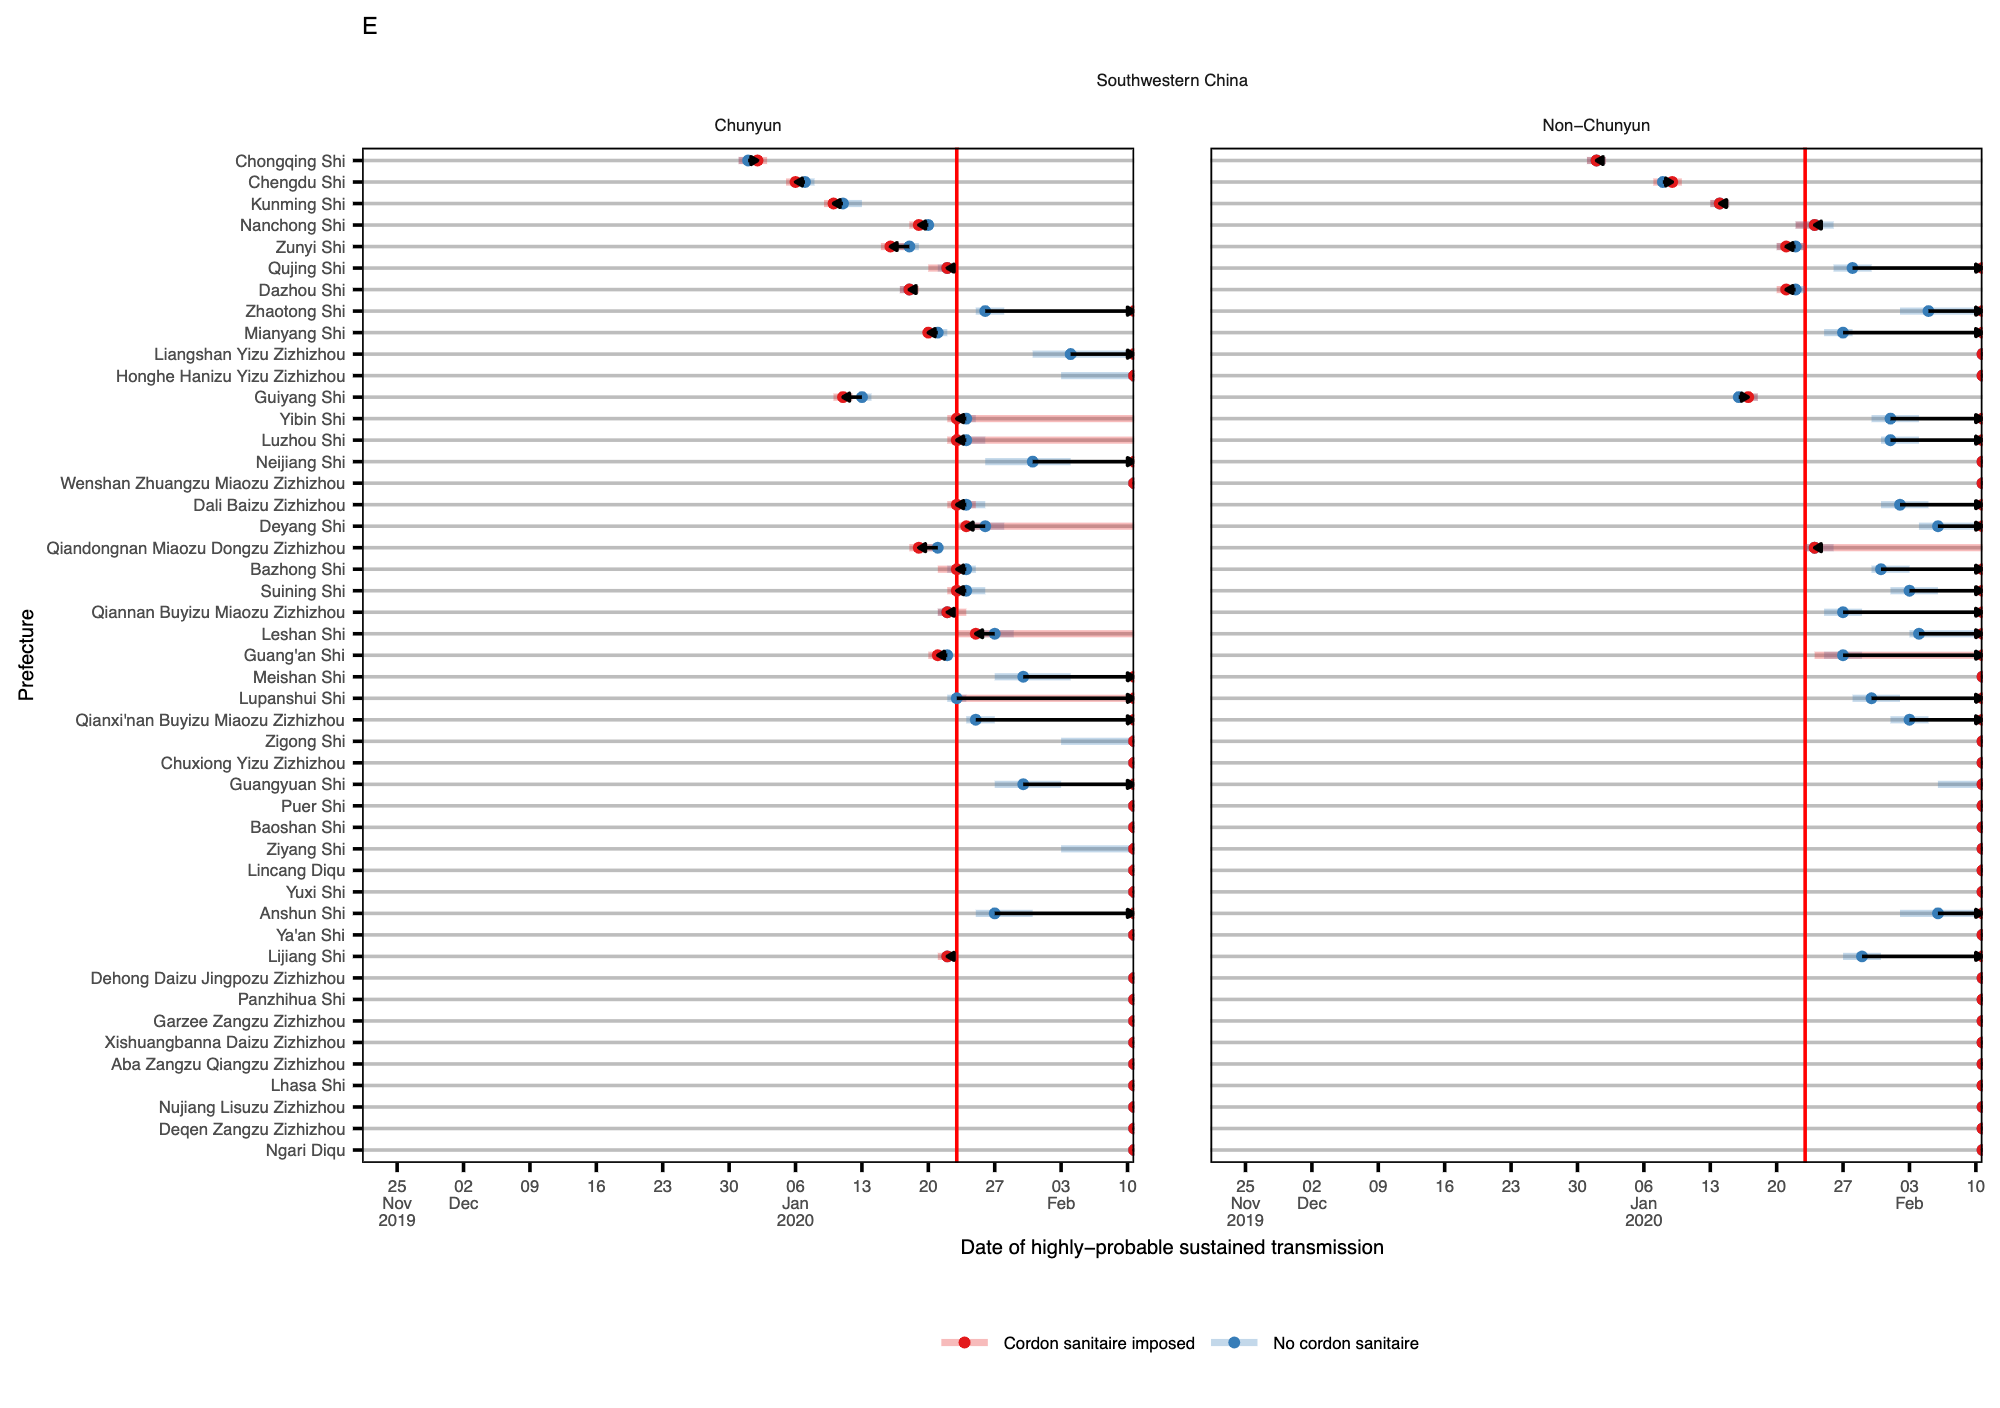 E
Southwestern China
Chunyun
Non−Chunyun
Prefecture
Chongqing Shi
Chengdu Shi
Kunming Shi
Nanchong Shi
Zunyi Shi
Qujing Shi
Dazhou Shi
Zhaotong Shi
Mianyang Shi
Liangshan Yizu Zizhizhou
Honghe Hanizu Yizu Zizhizhou
Guiyang Shi
Yibin Shi
Luzhou Shi
Neijiang Shi
Wenshan Zhuangzu Miaozu Zizhizhou
Dali Baizu Zizhizhou
Deyang Shi
Qiandongnan Miaozu Dongzu Zizhizhou
Bazhong Shi
Suining Shi
Qiannan Buyizu Miaozu Zizhizhou
Leshan Shi
Guang'an Shi
Meishan Shi
Lupanshui Shi
Qianxi'nan Buyizu Miaozu Zizhizhou
Zigong Shi
Chuxiong Yizu Zizhizhou
Guangyuan Shi
Puer Shi
Baoshan Shi
Ziyang Shi
Lincang Diqu
Yuxi Shi
Anshun Shi
Ya'an Shi
Lijiang Shi
Dehong Daizu Jingpozu Zizhizhou
Panzhihua Shi
Garzee Zangzu Zizhizhou
Xishuangbanna Daizu Zizhizhou
Aba Zangzu Qiangzu Zizhizhou
Lhasa Shi
Nujiang Lisuzu Zizhizhou
Deqen Zangzu Zizhizhou
Ngari Diqu
25 02 09 16 23 30 06 13 20 27 03 10
Nov Dec Jan Feb
2019 2020
25 02 09 16 23 30 06 13 20 27 03 10
Nov Dec Jan Feb
2019 2020
Date of highly−probable sustained transmission
Cordon sanitaire imposed
No cordon sanitaire